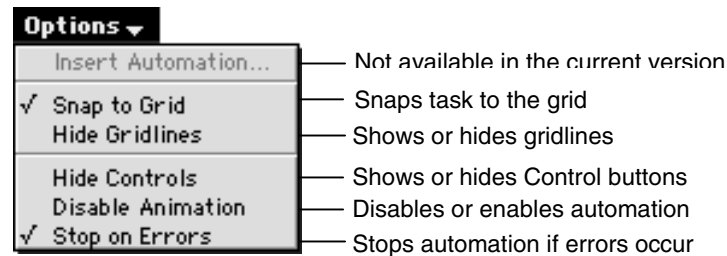 Options
Insert Automation... Not available in the current version
✓ Snap to Grid Snaps task to the grid
Hide Gridlines Shows or hides gridlines
Hide Controls Shows or hides Control buttons
Disable Animation Disables or enables automation
✓ Stop on Errors Stops automation if errors occur